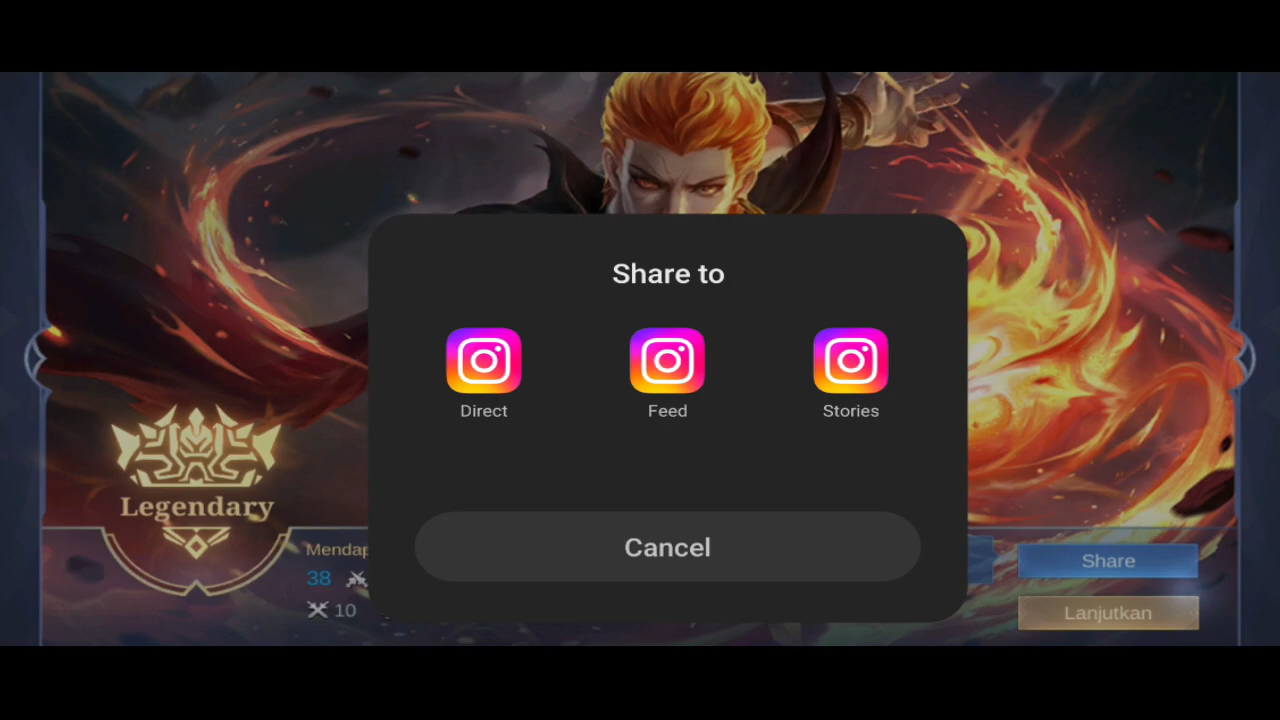 Share to
Direct Feed Stories
Cancel
Legendary
38
10
Share
Lanjutkan